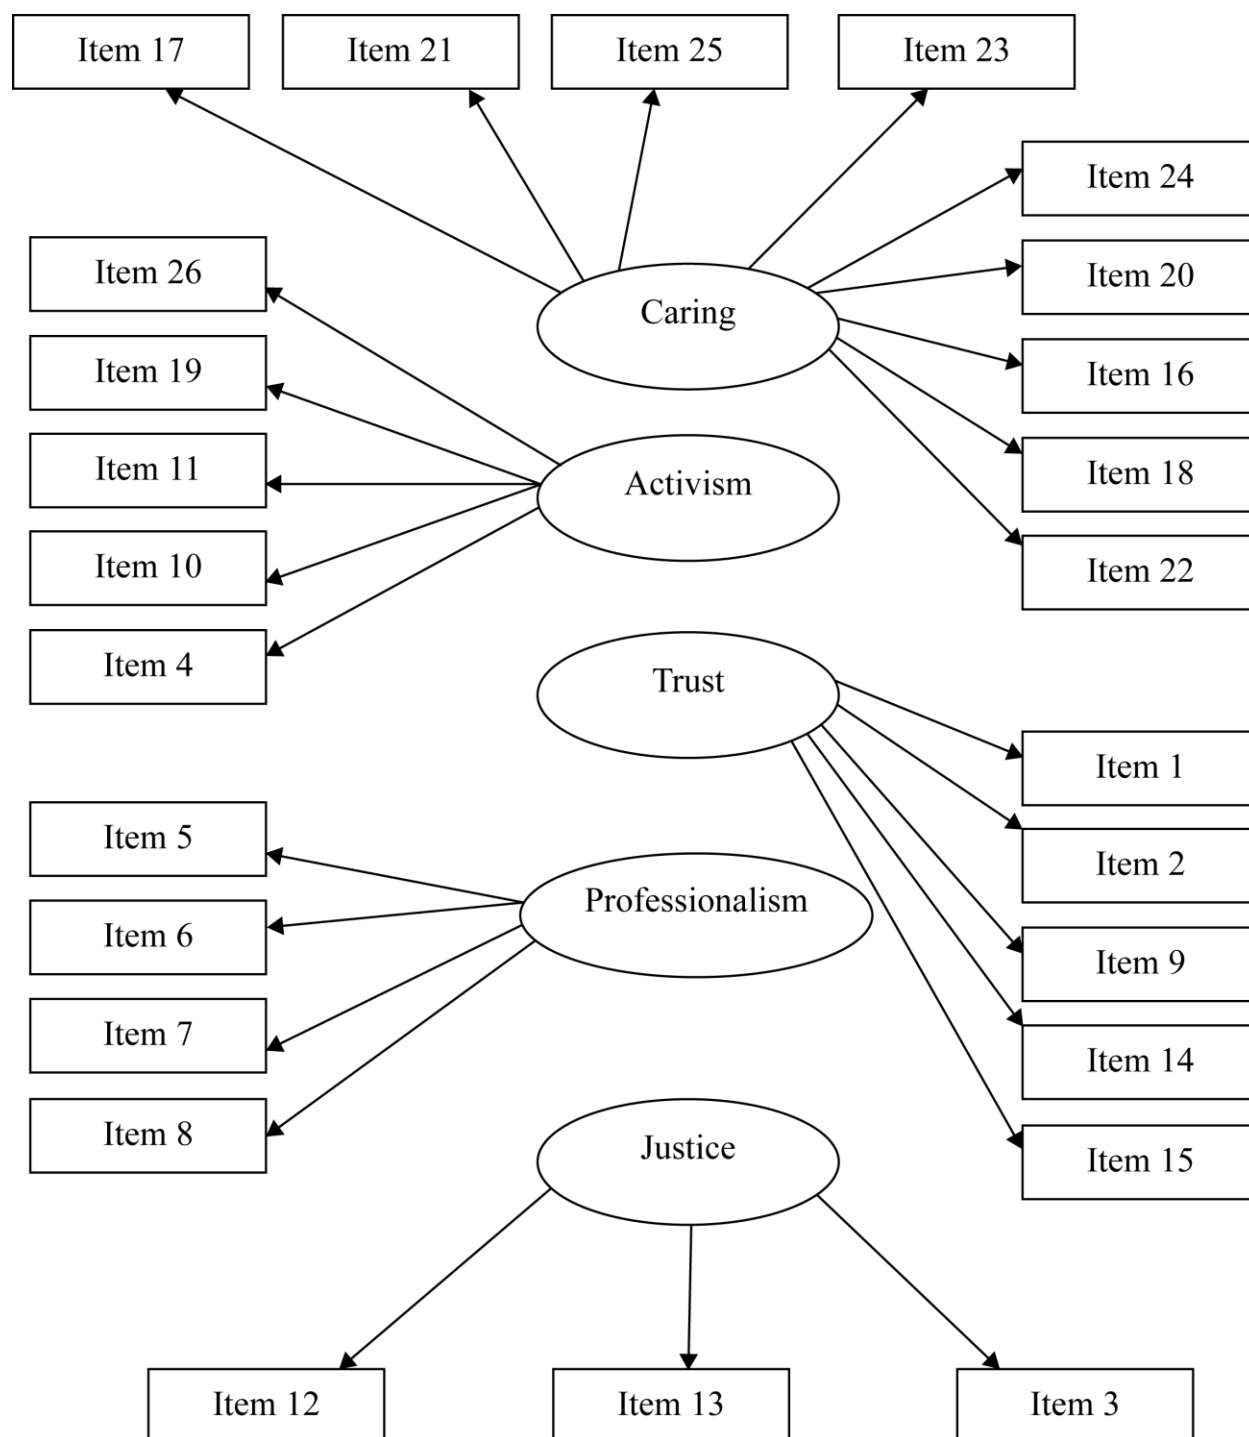 Item 17
Item 21
Item 25
Item 23
Item 24
Item 26
Item 20
Caring
Item 19
Item 16
Item 11
Activism
Item 18
Item 10
Item 22
Item 4
Trust
Item 1
Item 5
Item 2
Professionalism
Item 6
Item 9
Item 7
Item 14
Item 8
Justice
Item 15
Item 12
Item 13
Item 3